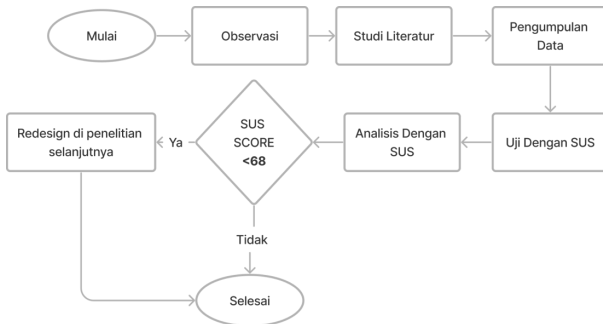 Mulai
Observasi
Studi Literatur
Pengumpulan
Data
Uji Dengan SUS
Analisis Dengan
SUS
SUS
SCORE
<68
Ya
Redesign di penelitian
selanjutnya
Tidak
Selesai